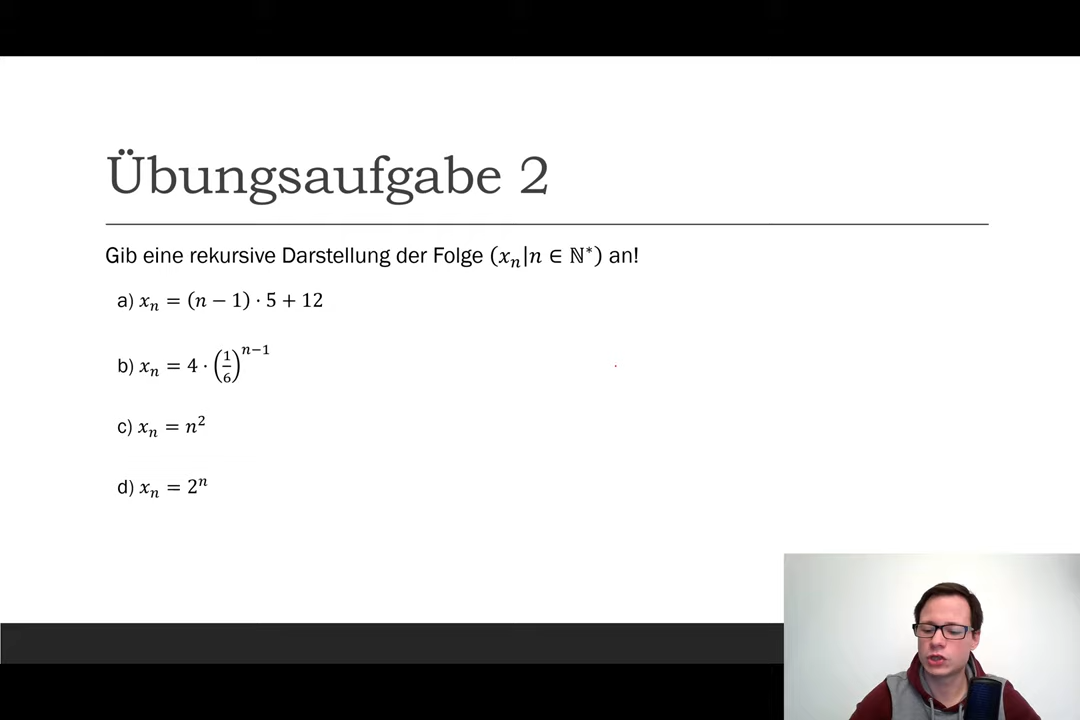 Übungsaufgabe 2
Gib eine rekursive Darstellung der Folge (xₙ|n ∈ ℕ*) an!
a) xₙ = (n − 1) · 5 + 12
b) xₙ = 4 · (1/6)ⁿ⁻¹
c) xₙ = n²
d) xₙ = 2ⁿ